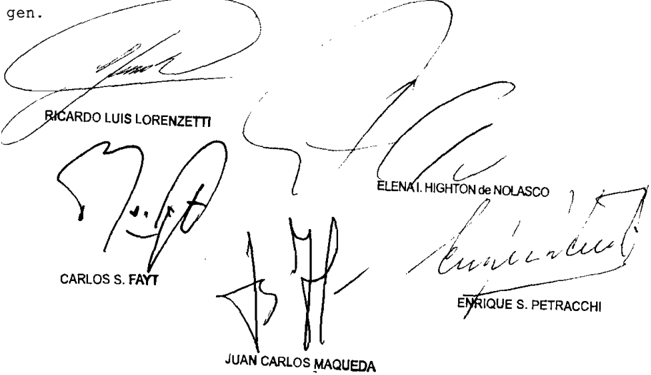 gen.
RICARDO LUIS LORENZETTI
ELENA I. HIGHTON de NOLASCO
CARLOS S. FAYT
ENRIQUE S. PETRACCHI
JUAN CARLOS MAQUEDA